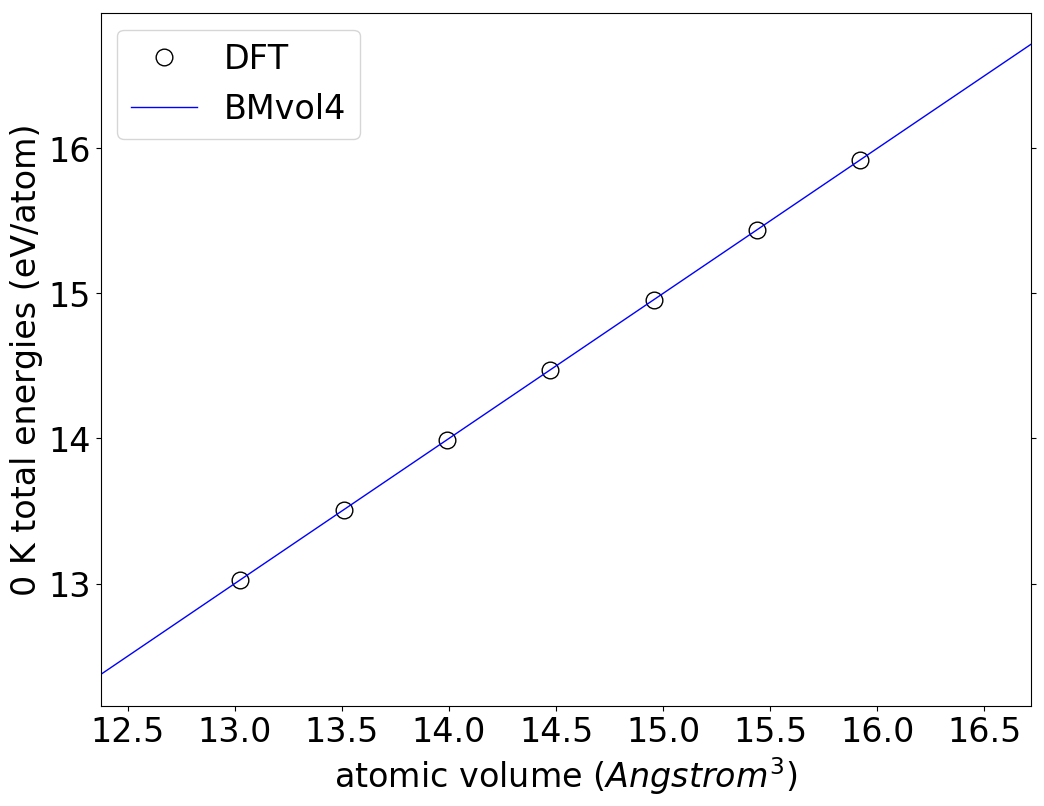 DFT
BMvol4
0 K total energies (eV/atom)
16
15
14
13
12.5 13.0 13.5 14.0 14.5 15.0 15.5 16.0 16.5
atomic volume (Angstrom³)